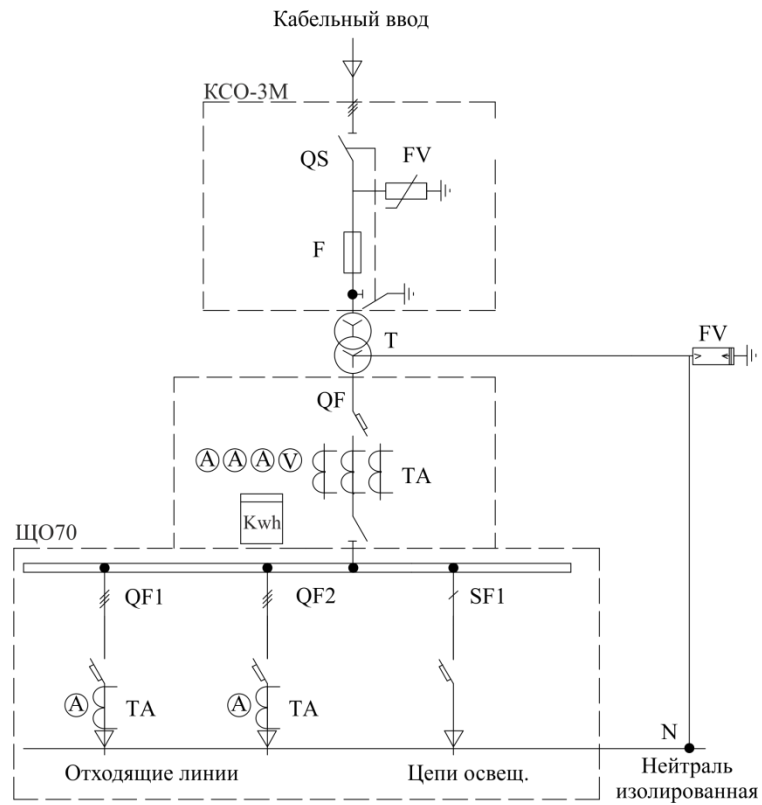 Кабельный ввод
КСО-3М
QS
FV
F
T
FV
QF
A A A V
TA
Kwh
ЩО70
QF1
QF2
SF1
A
TA
A
TA
N
Отходящие линии
Цепи освещ.
Нейтраль
изолированная